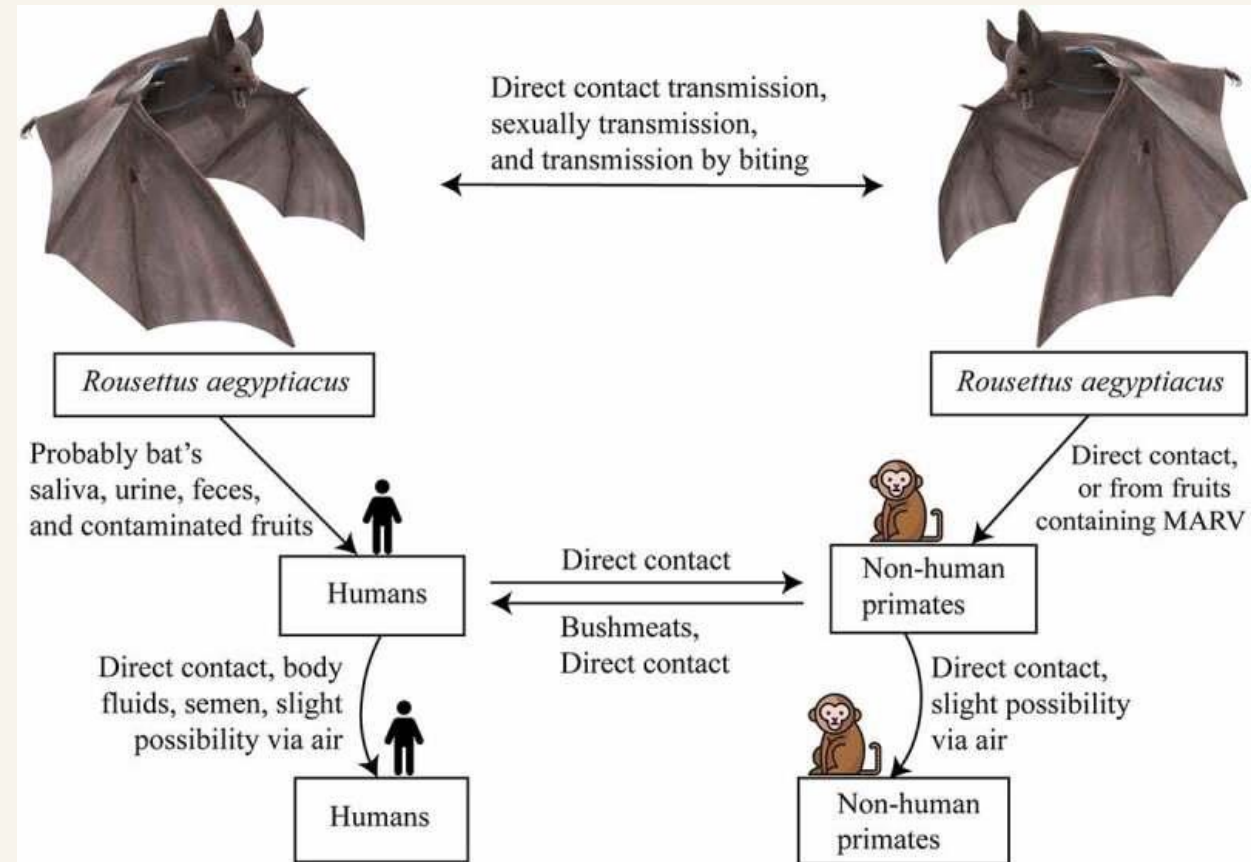 Direct contact transmission,
sexually transmission,
and transmission by biting
Rousettus aegyptiacus
Rousettus aegyptiacus
Probably bat’s
saliva, urine, feces,
and contaminated fruits
Direct contact,
or from fruits
containing MARV
Humans
Direct contact
Bushmeats,
Direct contact
Non-human
primates
Direct contact, body
fluids, semen, slight
possibility via air
Direct contact,
slight possibility
via air
Humans
Non-human
primates